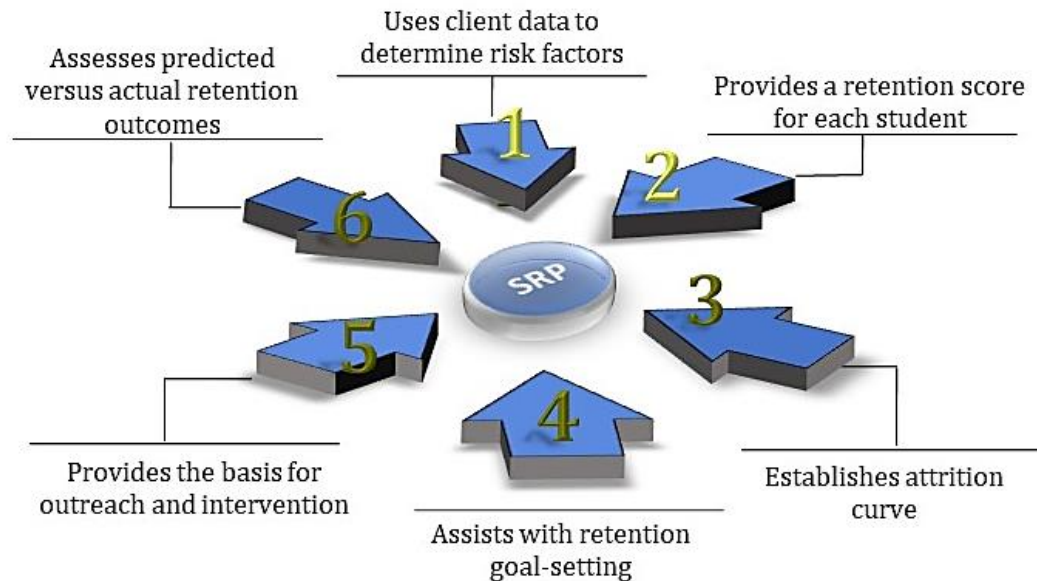 1
Uses client data to
determine risk factors
2
Provides a retention score
for each student
3
Establishes attrition
curve
4
Assists with retention
goal-setting
5
Provides the basis for
outreach and intervention
6
Assesses predicted
versus actual retention
outcomes
SRP